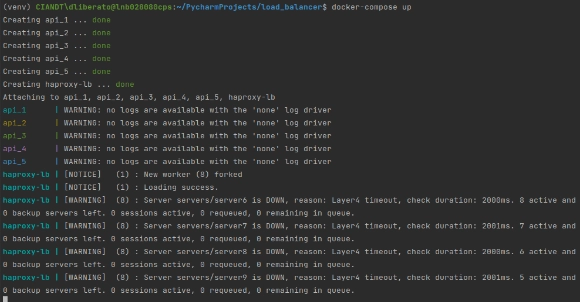 (venv) CIANDT\dliberato@lnb020080cps:~/PycharmProjects/load_balancer$ docker-compose up
Creating api_1 ... done
Creating api_2 ... done
Creating api_3 ... done
Creating api_4 ... done
Creating api_5 ... done
Creating haproxy-lb ... done
Attaching to api_1, api_2, api_3, api_4, api_5, haproxy-lb
api_1 | WARNING: no logs are available with the 'none' log driver
api_2 | WARNING: no logs are available with the 'none' log driver
api_3 | WARNING: no logs are available with the 'none' log driver
api_4 | WARNING: no logs are available with the 'none' log driver
api_5 | WARNING: no logs are available with the 'none' log driver
haproxy-lb | [NOTICE] (1) : New worker (8) forked
haproxy-lb | [NOTICE] (1) : Loading success.
haproxy-lb | [WARNING] (8) : Server servers/server6 is DOWN, reason: Layer4 timeout, check duration: 2000ms. 8 active and
0 backup servers left. 0 sessions active, 0 requeued, 0 remaining in queue.
haproxy-lb | [WARNING] (8) : Server servers/server7 is DOWN, reason: Layer4 timeout, check duration: 2001ms. 7 active and
0 backup servers left. 0 sessions active, 0 requeued, 0 remaining in queue.
haproxy-lb | [WARNING] (8) : Server servers/server8 is DOWN, reason: Layer4 timeout, check duration: 2000ms. 6 active and
0 backup servers left. 0 sessions active, 0 requeued, 0 remaining in queue.
haproxy-lb | [WARNING] (8) : Server servers/server9 is DOWN, reason: Layer4 timeout, check duration: 2001ms. 5 active and
0 backup servers left. 0 sessions active, 0 requeued, 0 remaining in queue.